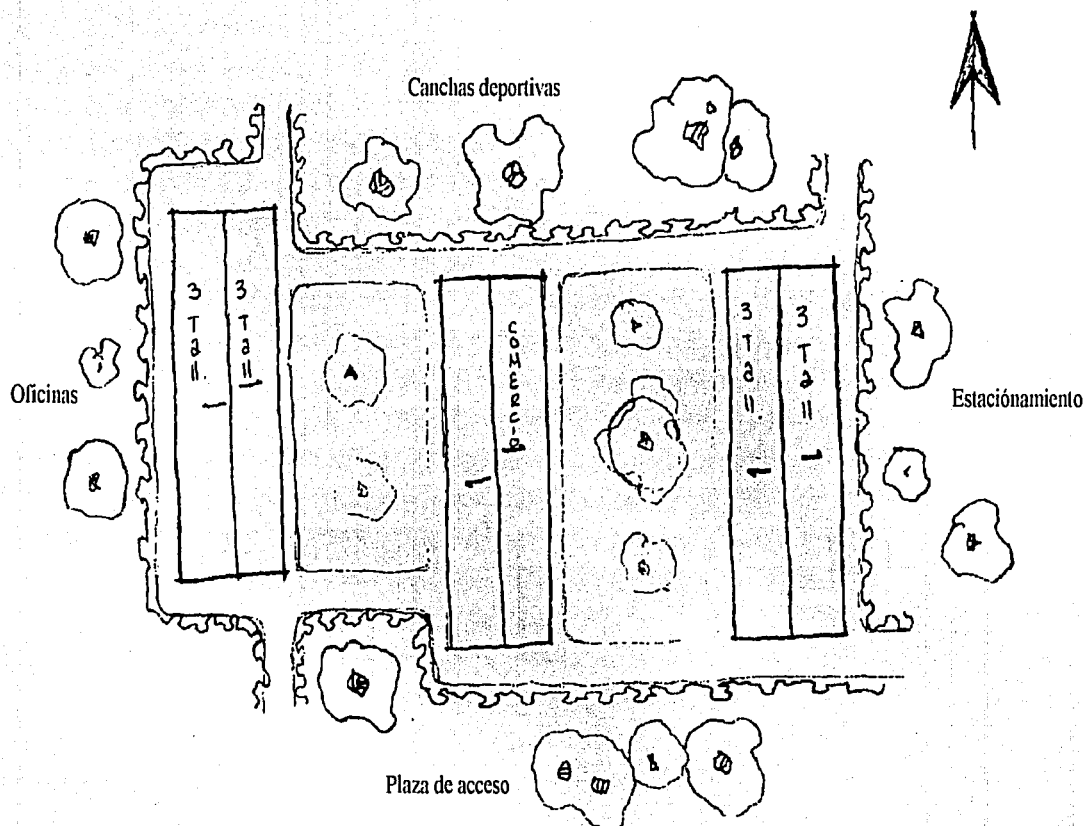 Canchas deportivas
3 Tall.
3 Tall
COMERCIO
3 Tall.
3 Tall
Oficinas
Estaciónamiento
Plaza de acceso